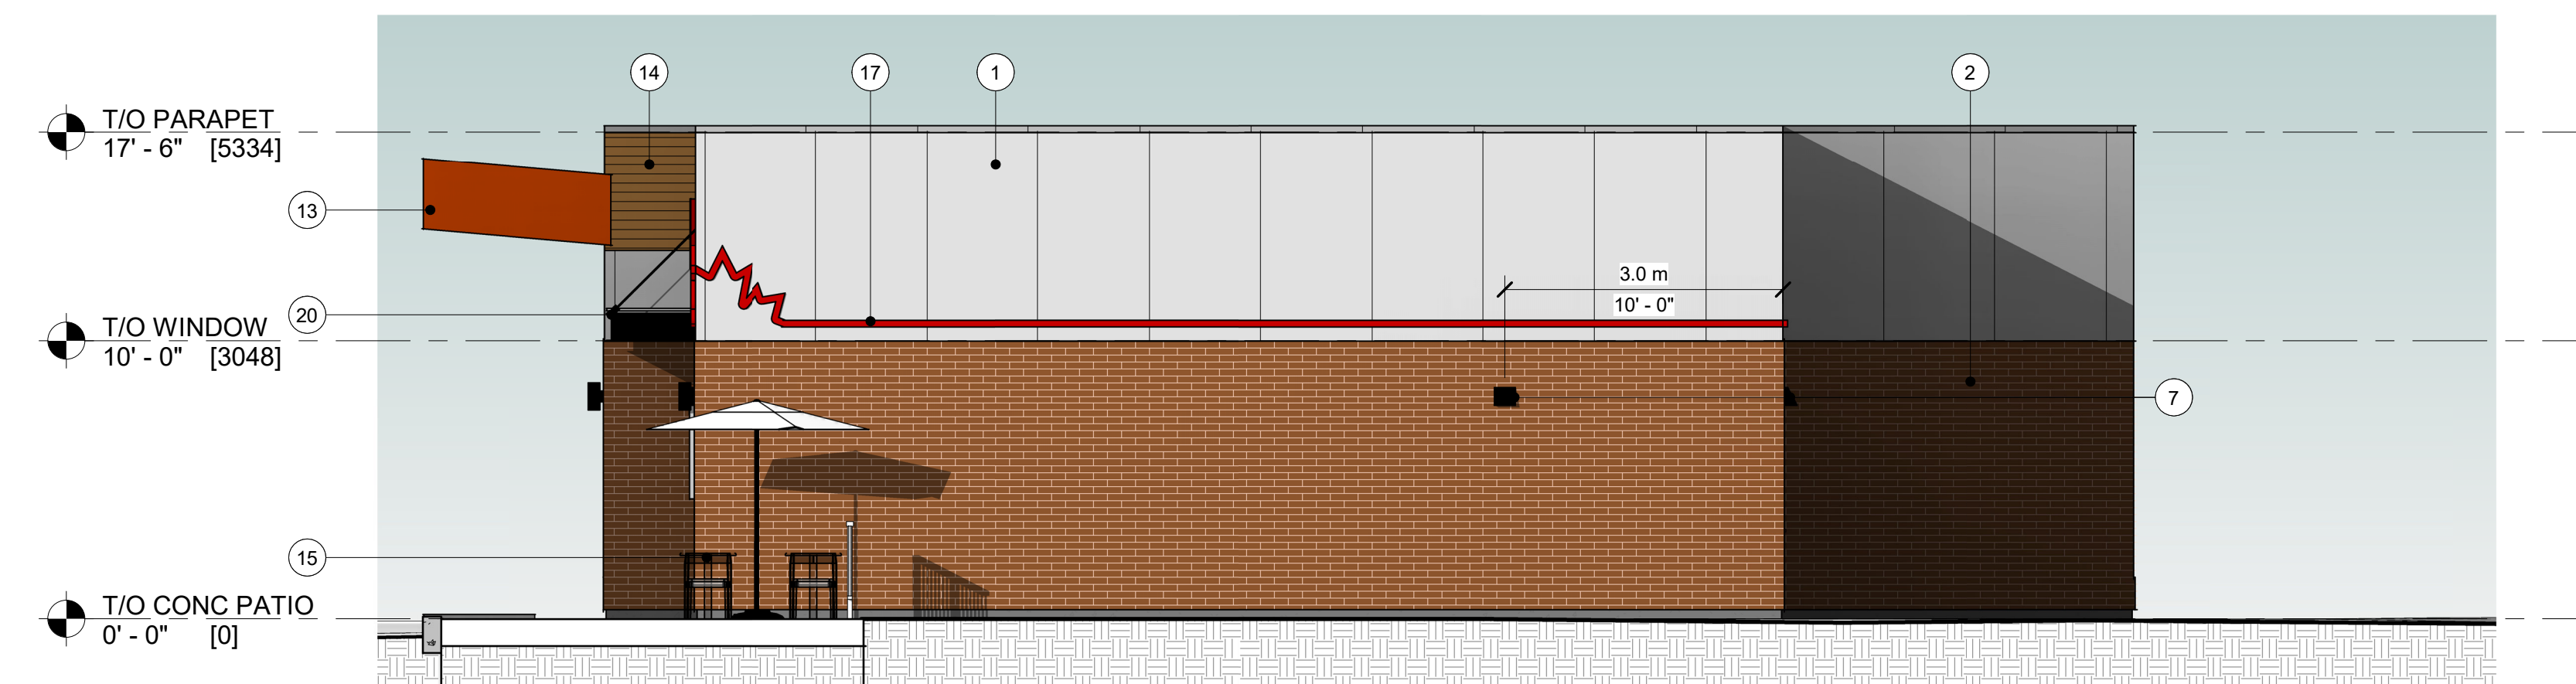 14
17
1
2
T/O PARAPET
17' - 6" [5334]
13
3.0 m
10' - 0"
20
T/O WINDOW
10' - 0" [3048]
7
15
T/O CONC PATIO
0' - 0" [0]